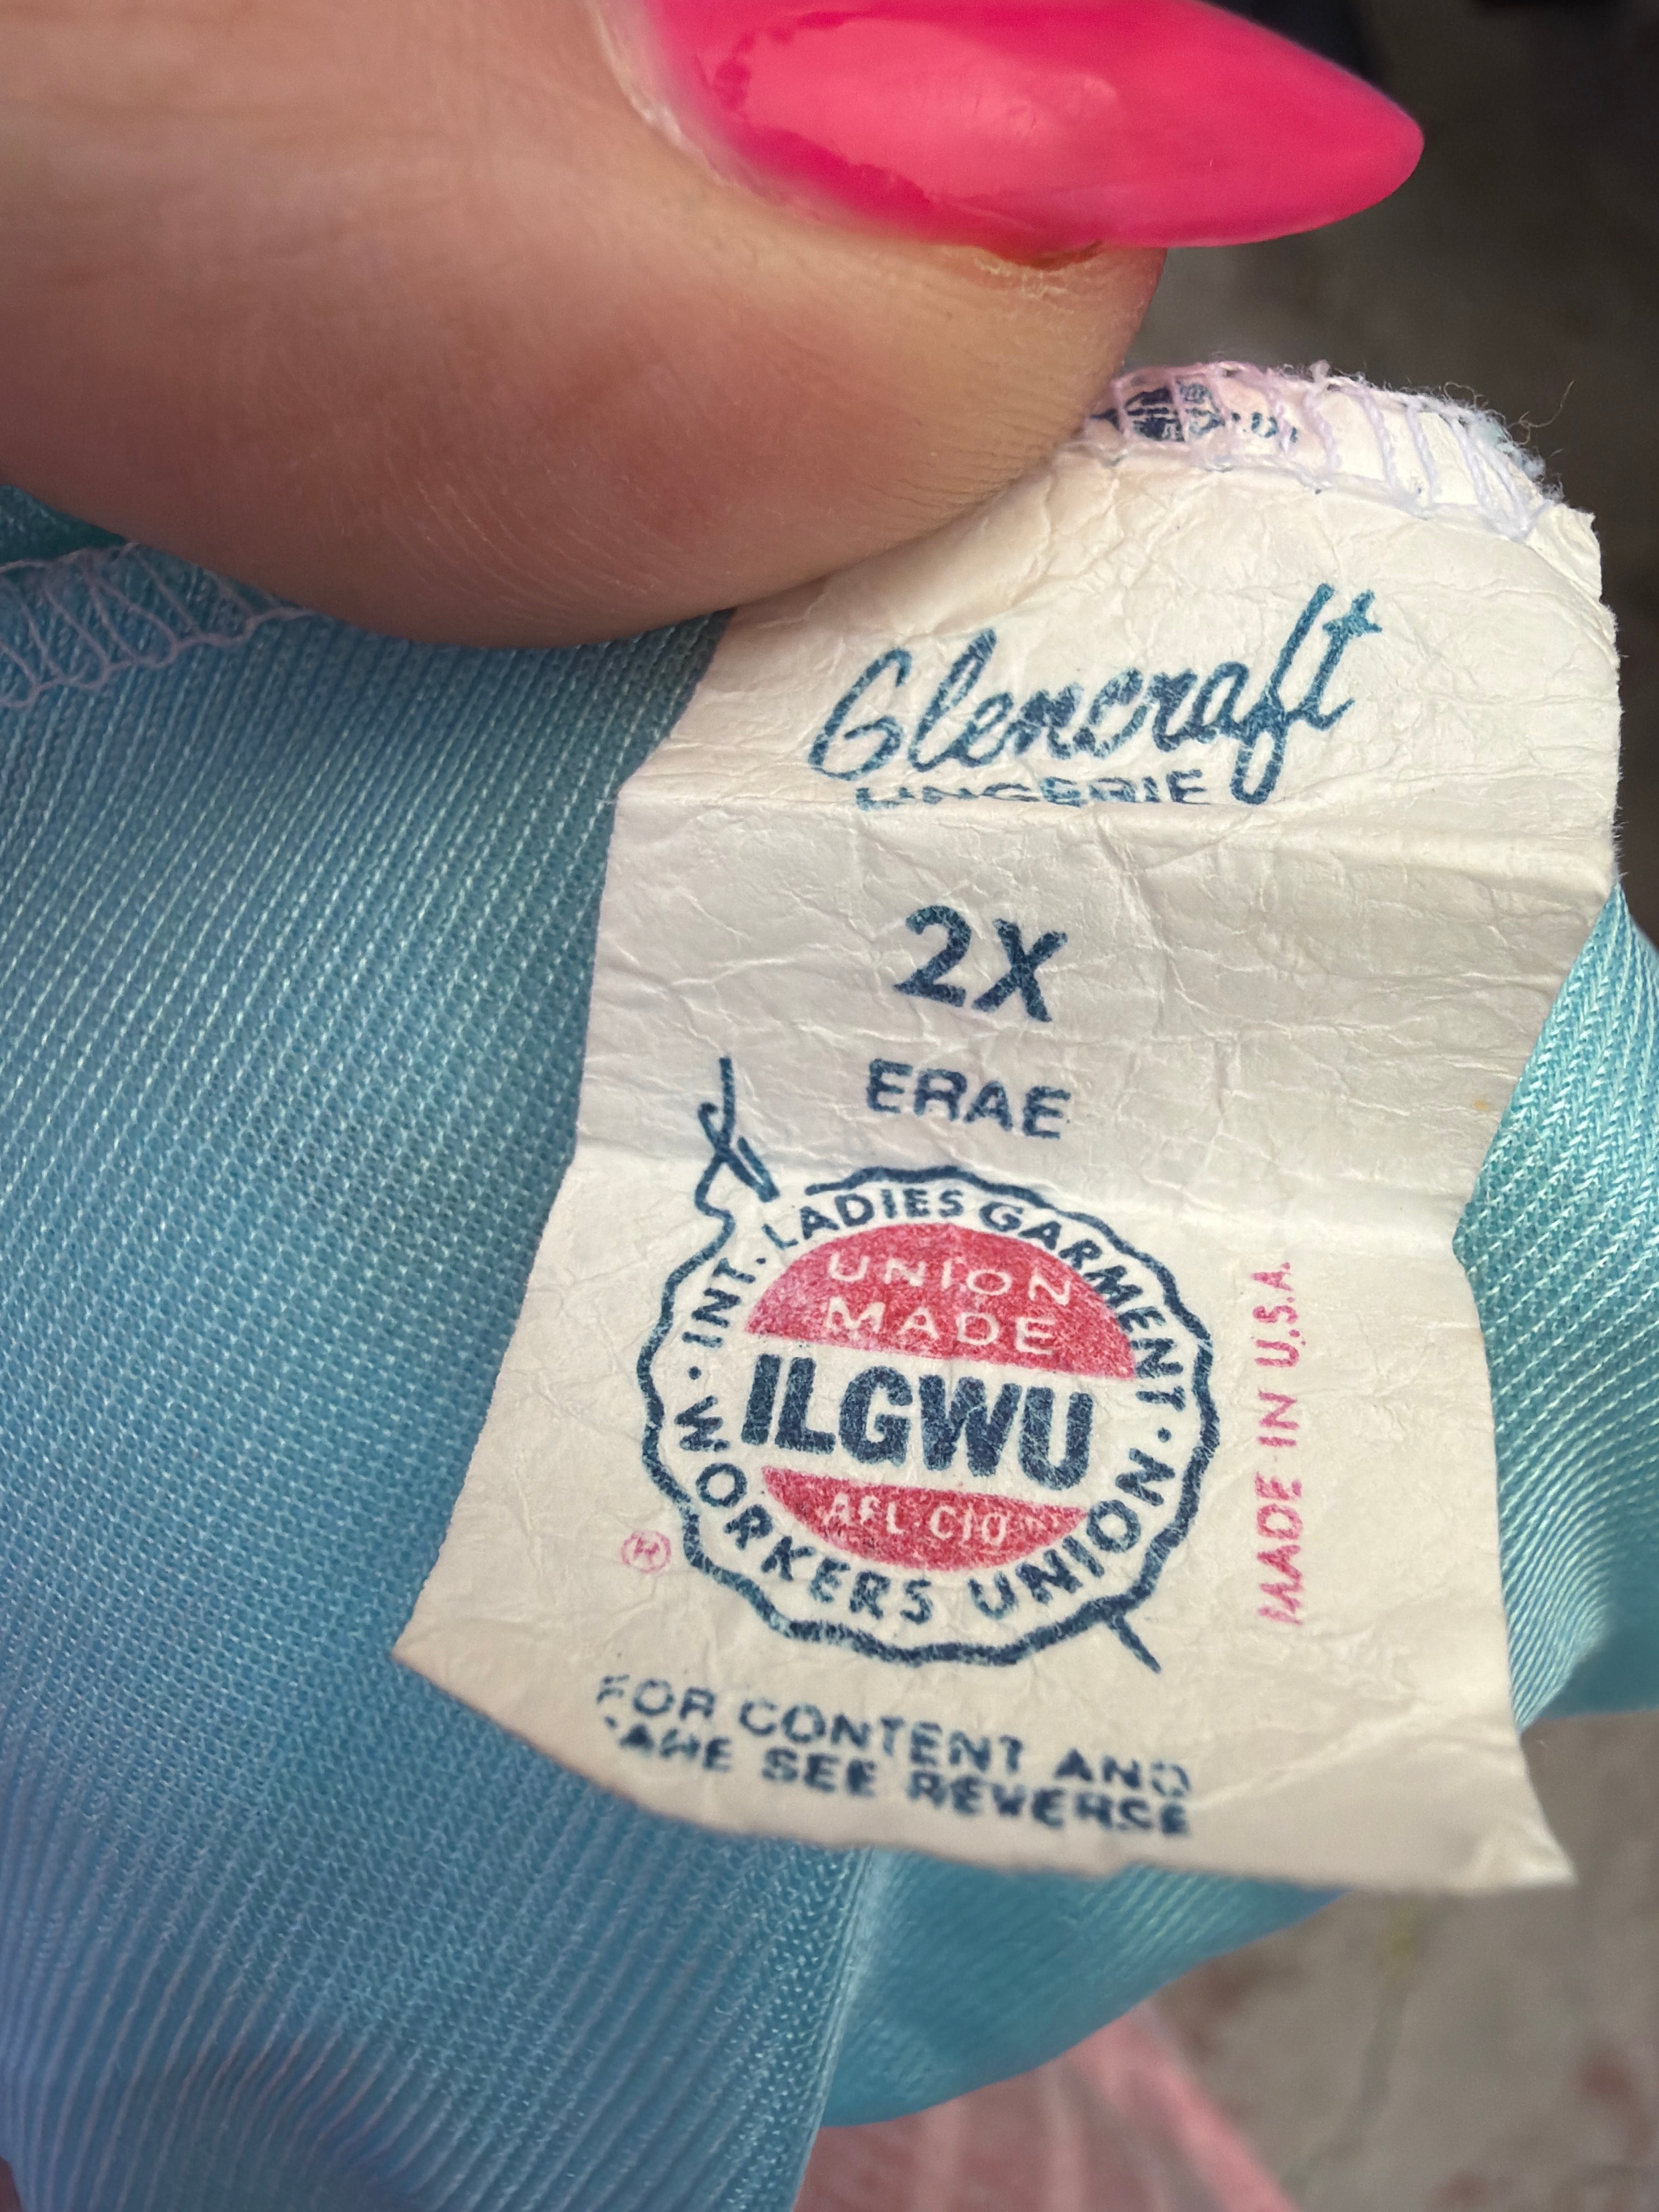 Glencraft
LINGERIE
2X
ERAE
INT. LADIES GARMENT · WORKERS UNION ·
UNION
MADE
ILGWU
AFL CIO
®
MADE IN U.S.A.
FOR CONTENT AND
CARE SEE REVERSE